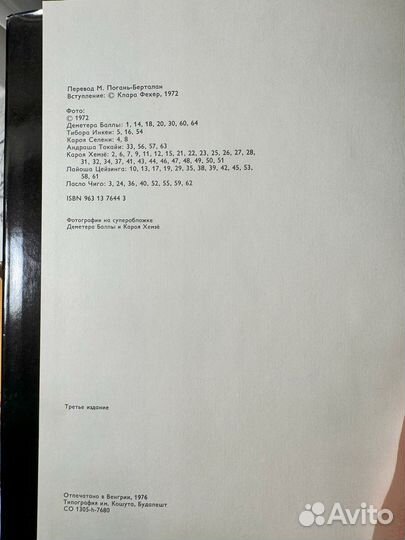 Перевод М. Погань-Берталан
Вступление: © Клара Фехер, 1972
Фото:
© 1972
Деметера Баллы: 1, 14, 18, 20, 30, 60, 64
Тибора Инкеи: 5, 16, 54
Кароя Селени: 4, 8
Андраша Такайи: 33, 56, 57, 63
Кароя Хемзё: 2, 6, 7, 9, 11, 12, 15, 21, 22, 23, 25, 26, 27, 28,
31, 32, 34, 37, 41, 43, 44, 46, 47, 48, 49, 50, 51
Лайоша Цейзинга: 10, 13, 17, 19, 29, 35, 38, 39, 42, 45, 53,
58, 61
Ласло Чиго: 3, 24, 36, 40, 52, 55, 59, 62
ISBN 963 13 7644 3
Фотографии на суперобложке
Деметера Баллы и Кароя Хемзё
Третье издание
Отпечатано в Венгрии, 1976
Типография им. Кошута, Будапешт
СО 1305-h-7680
Avito